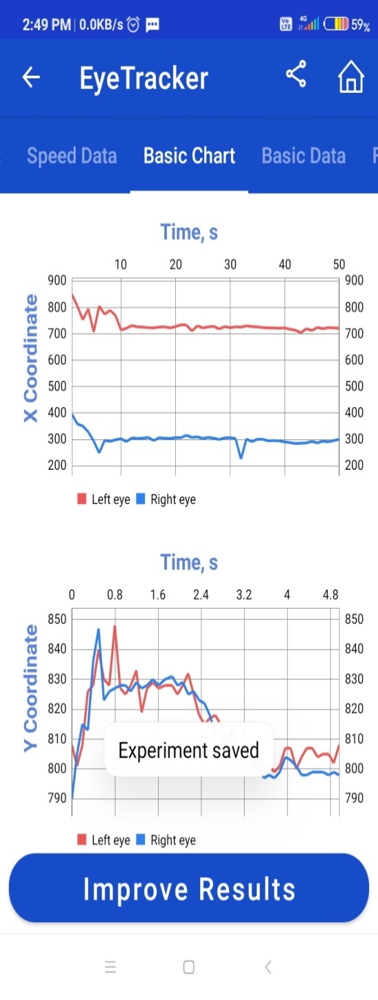 2:49 PM | 0.0KB/s
Vo LTE 4G 59%
EyeTracker
Speed Data Basic Chart Basic Data F
Time, s
10 20 30 40 50
X Coordinate
900 900
800 800
700 700
600 600
500 500
400 400
300 300
200 200
Left eye Right eye
Time, s
0 0.8 1.6 2.4 3.2 4 4.8
Y Coordinate
850 850
840 840
830 830
820 820
810 810
800 800
790 790
Experiment saved
Left eye Right eye
Improve Results